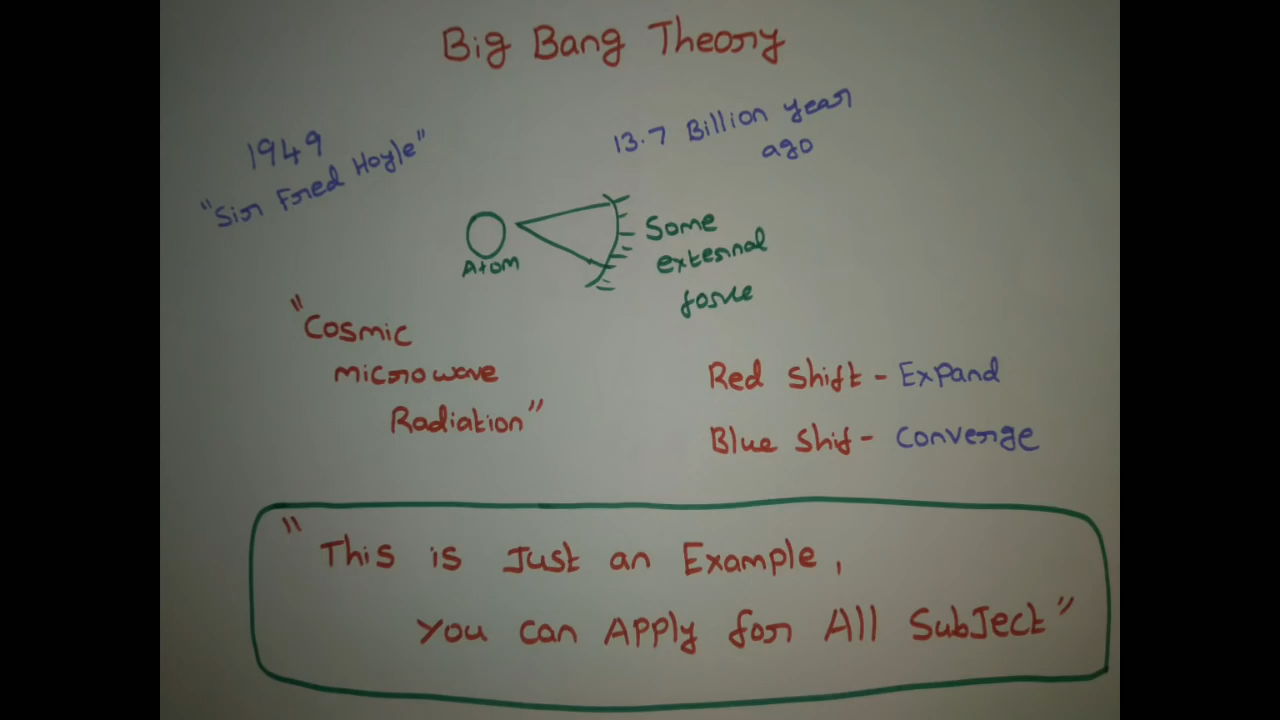 Big Bang Theory
1949
"Sir Fred Hoyle"
13.7 Billion year
ago
Atom
Some
external
force
"Cosmic
microwave
Radiation"
Red Shift - Expand
Blue Shif - Converge
"This is Just an Example,
You can Apply for All SubJect"